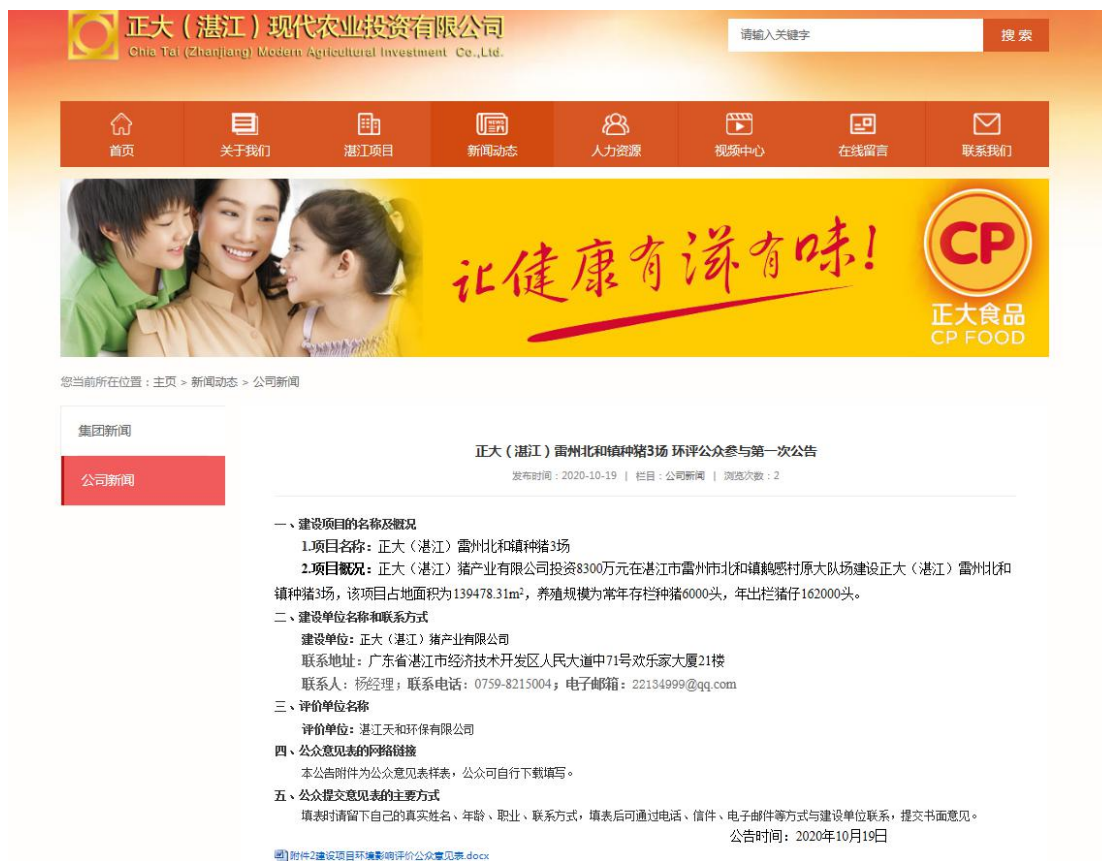 正大（湛江）现代农业投资有限公司
Chia Tai (Zhanjiang) Modern Agricultural Investment Co.,Ltd.
请输入关键字
搜 索
首页
关于我们
湛江项目
新闻动态
人力资源
视频中心
在线留言
联系我们
让健康有滋有味!
CP
正大食品
CP FOOD
您当前所在位置：主页 > 新闻动态 > 公司新闻
集团新闻
公司新闻
正大（湛江）雷州北和镇种猪3场 环评公众参与第一次公告
发布时间：2020-10-19 | 栏目：公司新闻 | 浏览次数：2
一、建设项目的名称及概况
1.项目名称：正大（湛江）雷州北和镇种猪3场
2.项目概况：正大（湛江）猪产业有限公司投资8300万元在湛江市雷州市北和镇鹩感村原大队场建设正大（湛江）雷州北和
镇种猪3场，该项目占地面积为139478.31m²，养殖规模为常年存栏种猪6000头，年出栏猪仔162000头。
二、建设单位名称和联系方式
建设单位：正大（湛江）猪产业有限公司
联系地址：广东省湛江市经济技术开发区人民大道中71号欢乐家大厦21楼
联系人：杨经理；联系电话：0759-8215004；电子邮箱：22134999@qq.com
三、评价单位名称
评价单位：湛江天和环保有限公司
四、公众意见表的网络链接
本公告附件为公众意见表样表，公众可自行下载填写。
五、公众提交意见表的主要方式
填表时请留下自己的真实姓名、年龄、职业、联系方式，填表后可通过电话、信件、电子邮件等方式与建设单位联系，提交书面意见。
公告时间：2020年10月19日
附件2建设项目环境影响评价公众意见表.docx